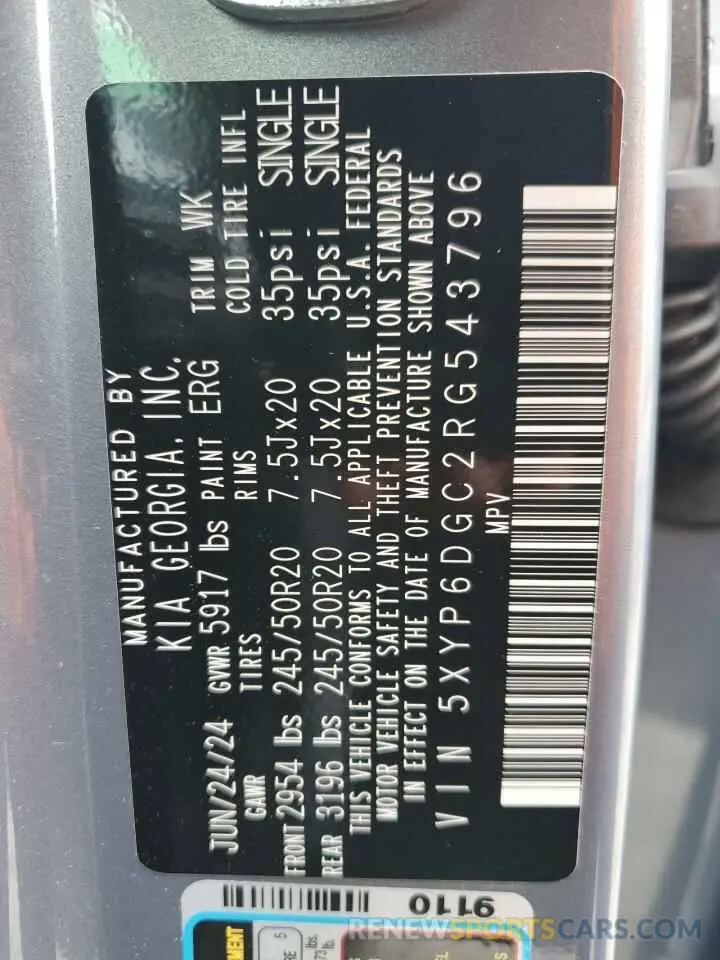 MANUFACTURED BY
KIA GEORGIA, INC.
JUN/24/24 GVWR 5917 lbs PAINT ERG TRIM WK
GAWR TIRES RIMS COLD TIRE INFL
FRONT 2954 lbs 245/50R20 7.5Jx20 35psi SINGLE
REAR 3196 lbs 245/50R20 7.5Jx20 35psi SINGLE
THIS VEHICLE CONFORMS TO ALL APPLICABLE U.S.A. FEDERAL
MOTOR VEHICLE SAFETY AND THEFT PREVENTION STANDARDS
IN EFFECT ON THE DATE OF MANUFACTURE SHOWN ABOVE
VIN 5XYP6DGC2RG543796
MPV
9110
RENEWSPORTSCARS.COM